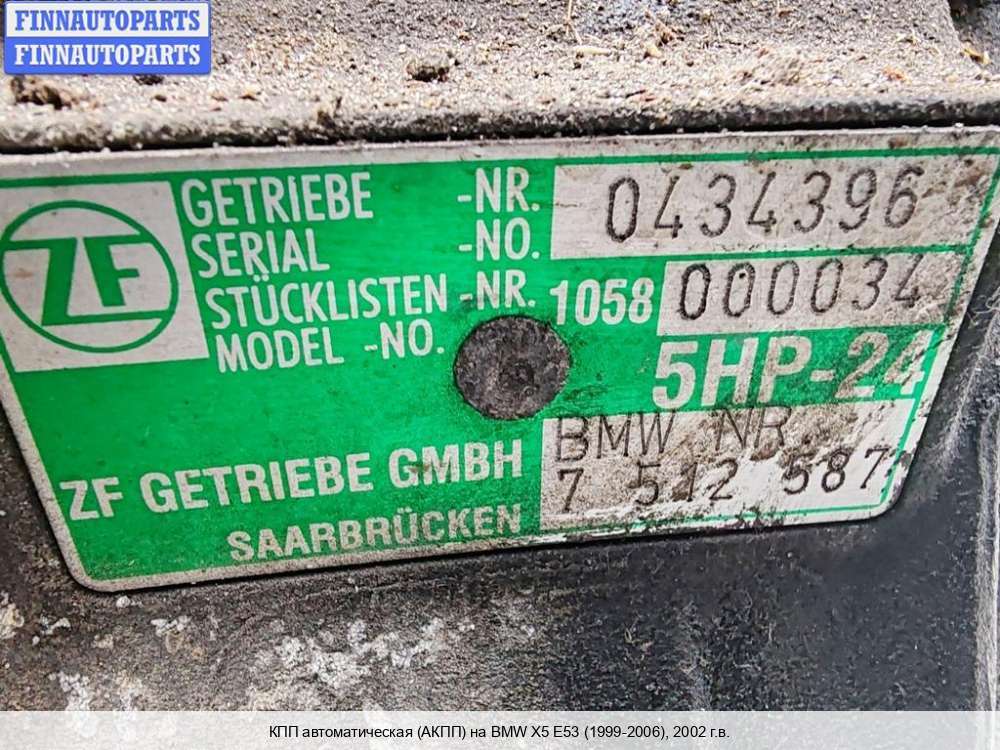 FINNAUTOPARTS
FINNAUTOPARTS
ZF
GETRIEBE -NR. 0434396
SERIAL -NO.
STÜCKLISTEN -NR. 1058 000034
MODEL -NO.
5HP-24
BMW NR.
ZF GETRIEBE GMBH 7 512 587
SAARBRÜCKEN
КПП автоматическая (АКПП) на BMW X5 E53 (1999-2006), 2002 г.в.